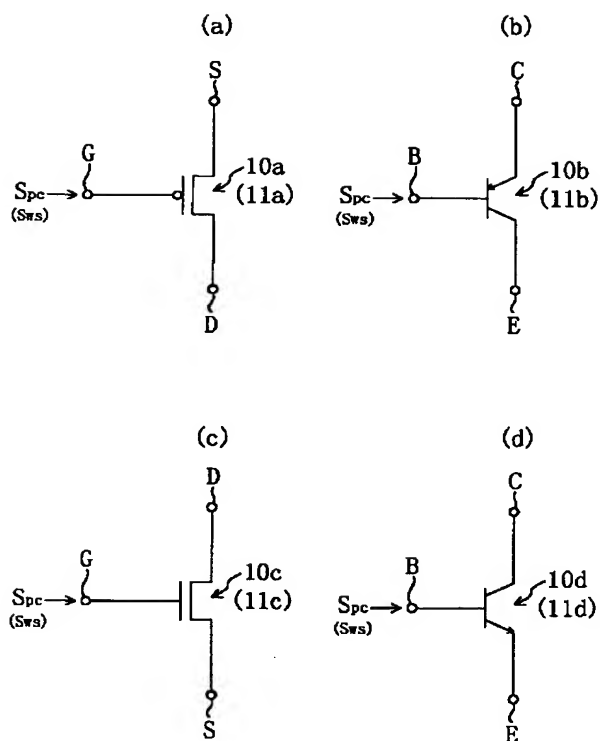 (a)
S
G
Spc
(Sws)
10a
(11a)
D
(b)
C
B
10b
(11b)
E
(c)
D
G
Spc
(Sws)
10c
(11c)
S
(d)
C
B
Spc
(Sws)
10d
(11d)
E
Spc
(Sws)